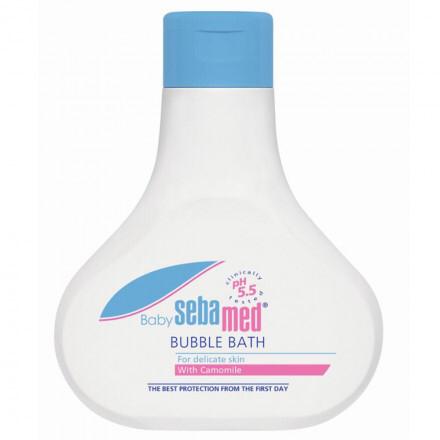 clinically
pH
5.5
tested
Baby sebamed®
BUBBLE BATH
For delicate skin
With Camomile
THE BEST PROTECTION FROM THE FIRST DAY